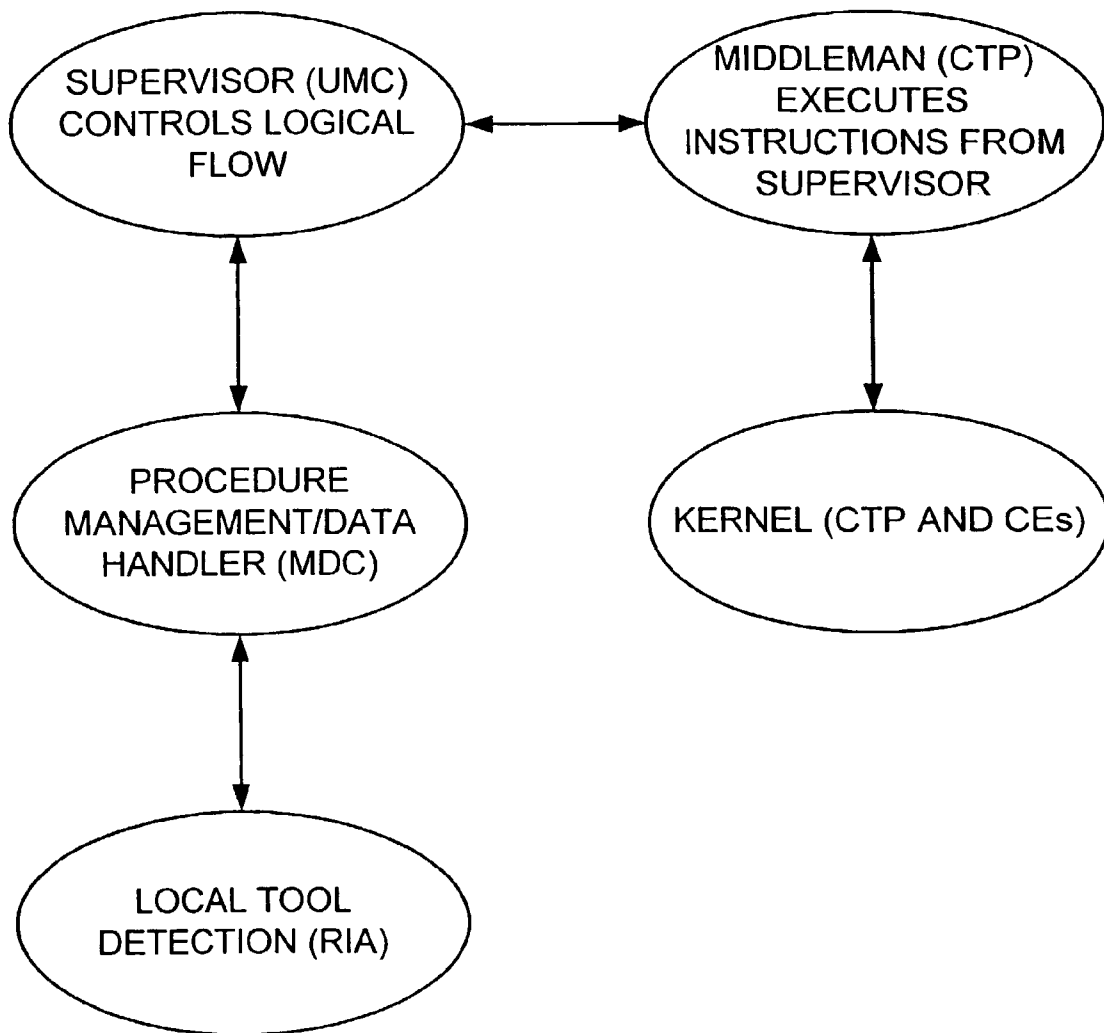 SUPERVISOR (UMC)
CONTROLS LOGICAL
FLOW
MIDDLEMAN (CTP)
EXECUTES
INSTRUCTIONS FROM
SUPERVISOR
PROCEDURE
MANAGEMENT/DATA
HANDLER (MDC)
KERNEL (CTP AND CEs)
LOCAL TOOL
DETECTION (RIA)